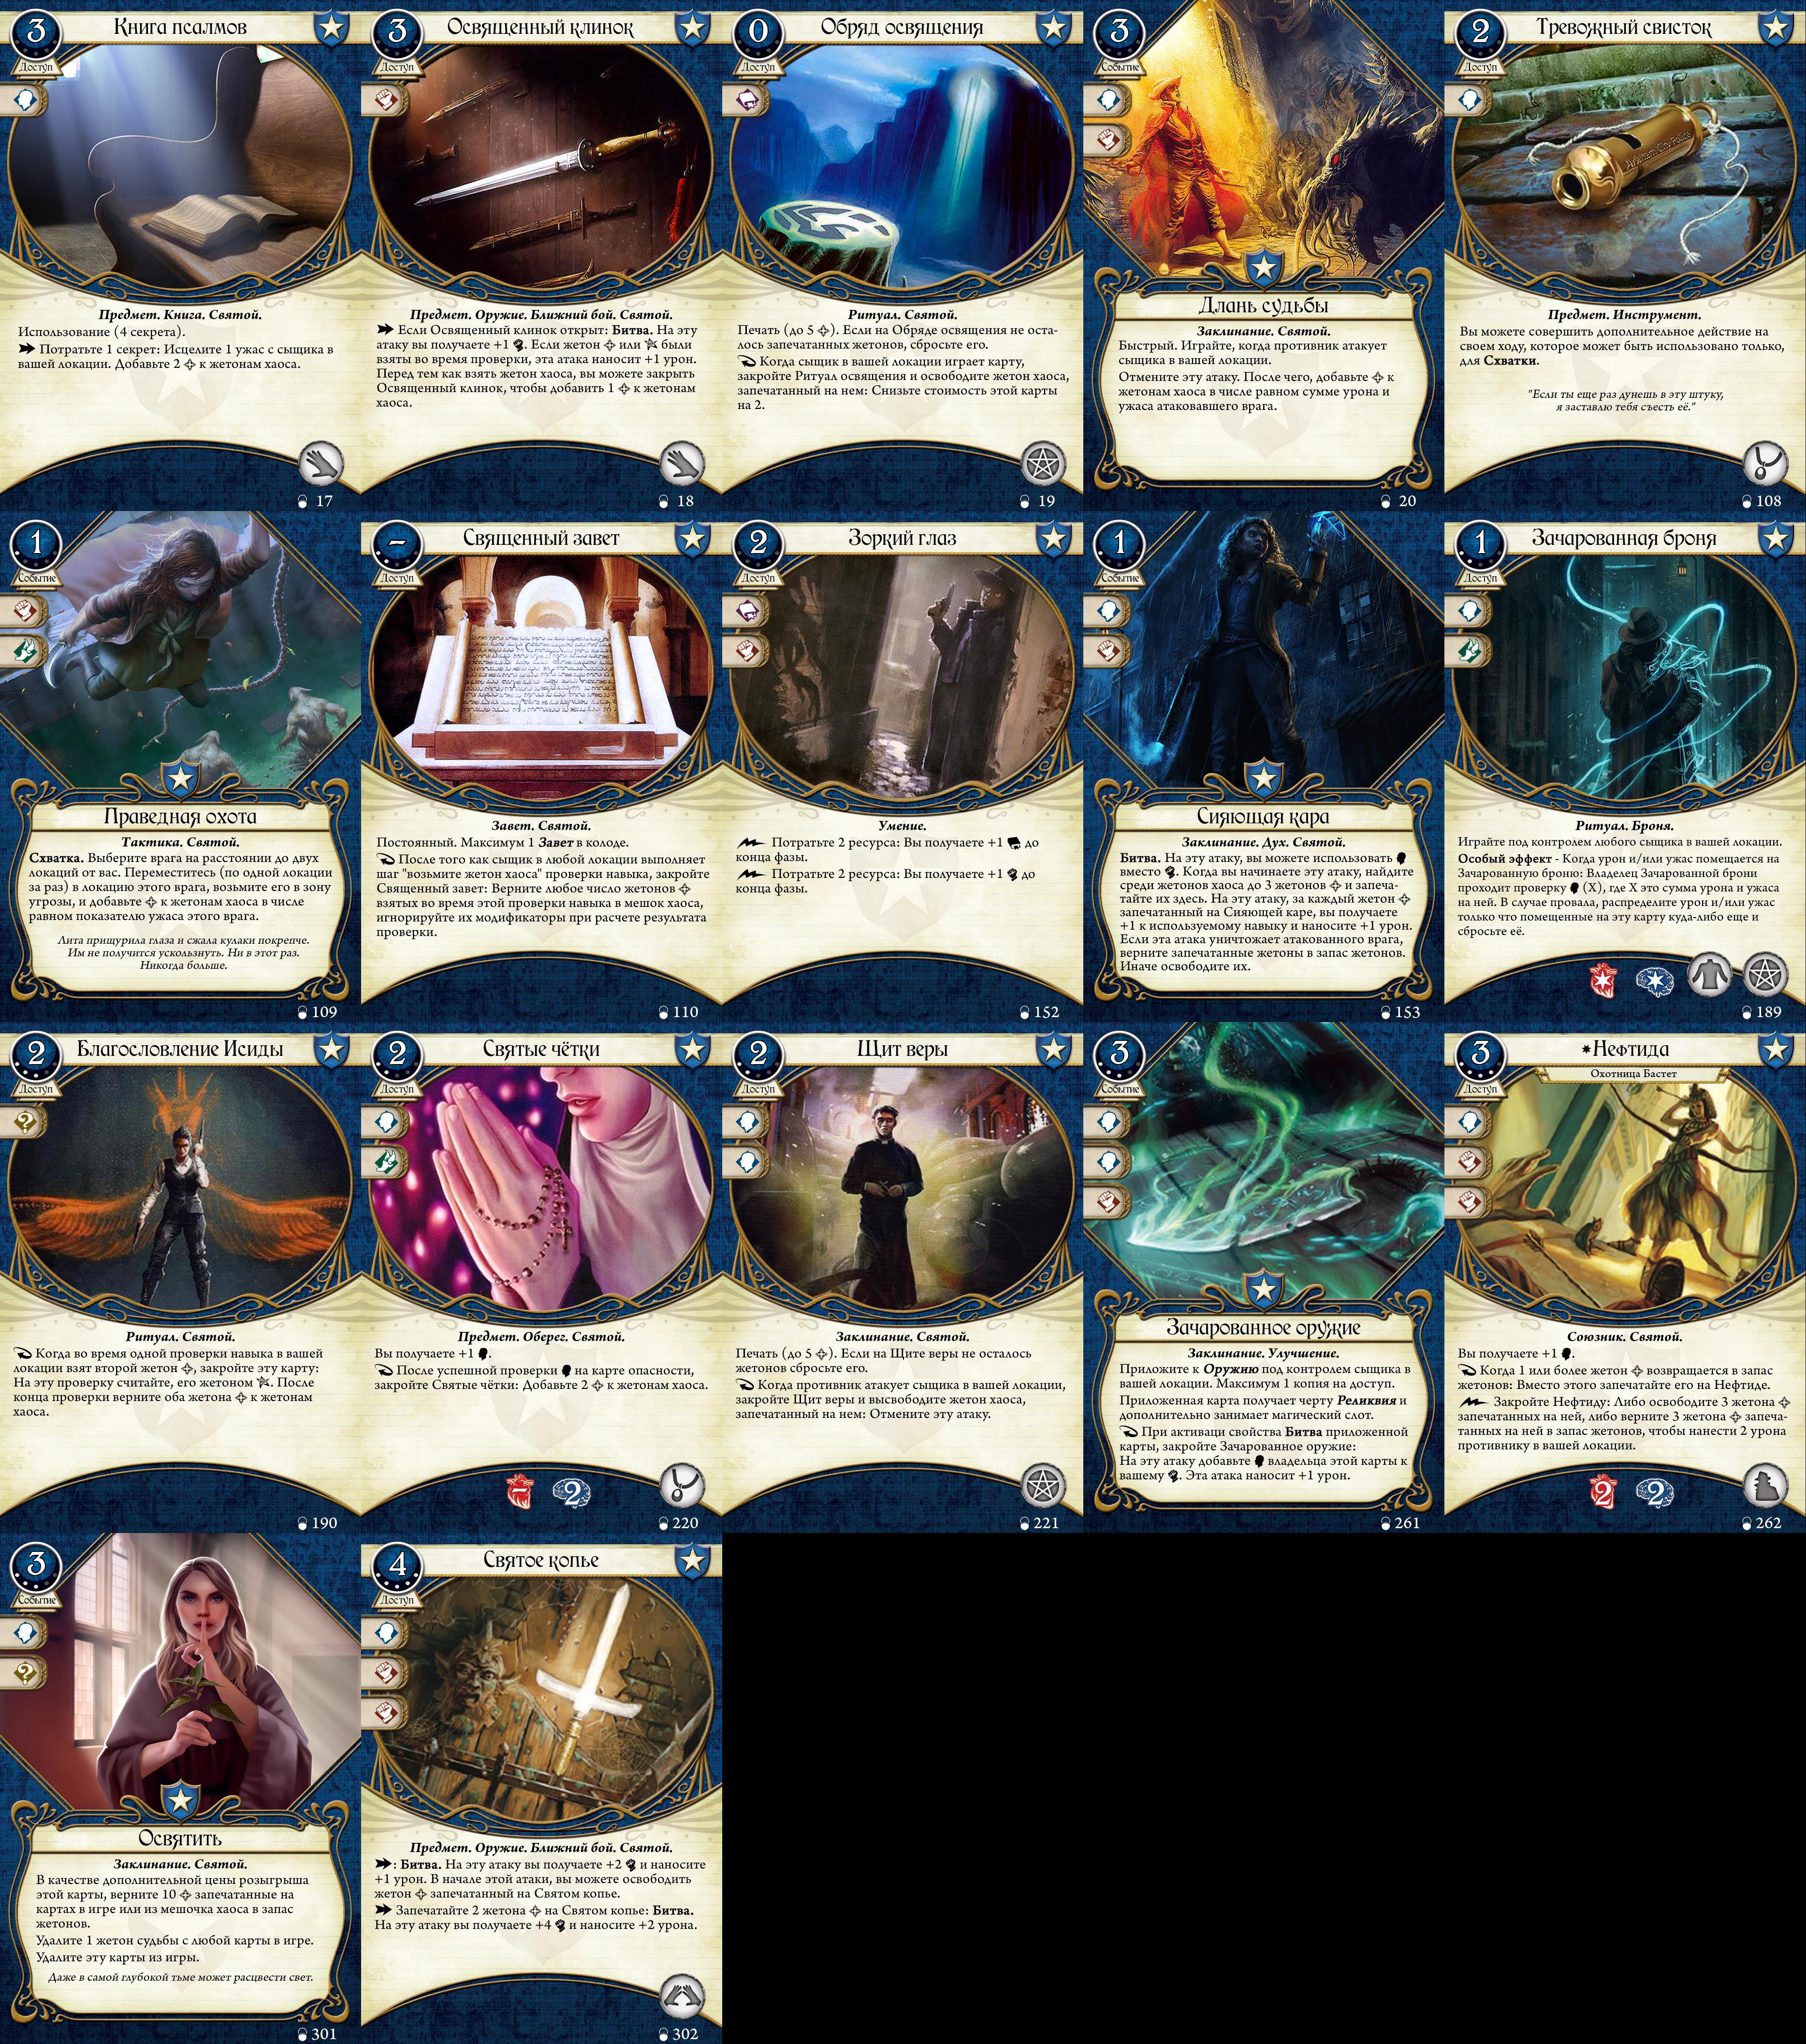 3
Книга псалмов
Доступ
Предмет. Книга. Святой.
Использование (4 секрета).
Потратьте 1 секрет: Исцелите 1 ужас с сыщика в
вашей локации. Добавьте 2 к жетонам хаоса.
17
3
Освященный клинок
Доступ
Предмет. Оружие. Ближний бой. Святой.
Если Освященный клинок открыт: Битва. На эту
атаку вы получаете +1 . Если жетон или были
взяты во время проверки, эта атака наносит +1 урон.
Перед тем как взять жетон хаоса, вы можете закрыть
Освященный клинок, чтобы добавить 1 к жетонам
хаоса.
18
0
Обряд освящения
Доступ
Ритуал. Святой.
Печать (до 5 ). Если на Обряде освящения не оста-
лось запечатанных жетонов, сбросьте его.
Когда сыщик в вашей локации играет карту,
закройте Ритуал освящения и освободите жетон хаоса,
запечатанный на нем: Снизьте стоимость этой карты
на 2.
19
3
Событие
Длань судьбы
Заклинание. Святой.
Быстрый. Играйте, когда противник атакует
сыщика в вашей локации.
Отмените эту атаку. После чего, добавьте к
жетонам хаоса в числе равном сумме урона и
ужаса атаковавшего врага.
20
2
Тревожный свисток
Доступ
Arkham City Police
Предмет. Инструмент.
Вы можете совершить дополнительное действие на
своем ходу, которое может быть использовано только,
для Схватки.
"Если ты еще раз дунешь в эту штуку,
я заставлю тебя съесть её."
108
1
Событие
Праведная охота
Тактика. Святой.
Схватка. Выберите врага на расстоянии до двух
локаций от вас. Переместитесь (по одной локации
за раз) в локацию этого врага, возьмите его в зону
угрозы, и добавьте к жетонам хаоса в числе
равном показателю ужаса этого врага.
Лита прищурила глаза и сжала кулаки покрепче.
Им не получится ускользнуть. Ни в этот раз.
Никогда больше.
109
–
Священный завет
Доступ
Завет. Святой.
Постоянный. Максимум 1 Завет в колоде.
После того как сыщик в любой локации выполняет
шаг "возьмите жетон хаоса" проверки навыка, закройте
Священный завет: Верните любое число жетонов
взятых во время этой проверки навыка в мешок хаоса,
игнорируйте их модификаторы при расчете результата
проверки.
110
2
Зоркий глаз
Доступ
Умение.
Потратьте 2 ресурса: Вы получаете +1 до
конца фазы.
Потратьте 2 ресурса: Вы получаете +1 до
конца фазы.
152
1
Событие
Сияющая кара
Заклинание. Дух. Святой.
Битва. На эту атаку, вы можете использовать
вместо . Когда вы начинаете эту атаку, найдите
среди жетонов хаоса до 3 жетонов и запеча-
тайте их здесь. На эту атаку, за каждый жетон
запечатанный на Сияющей каре, вы получаете
+1 к используемому навыку и наносите +1 урон.
Если эта атака уничтожает атакованного врага,
верните запечатанные жетоны в запас жетонов.
Иначе освободите их.
153
1
Зачарованная броня
Доступ
Ритуал. Броня.
Играйте под контролем любого сыщика в вашей локации.
Особый эффект - Когда урон и/или ужас помещается на
Зачарованную броню: Владелец Зачарованной брони
проходит проверку (X), где X это сумма урона и ужаса
на ней. В случае провала, распределите урон и/или ужас
только что помещенные на эту карту куда-либо еще и
сбросьте её.
189
2
Благословление Исиды
Доступ
Ритуал. Святой.
Когда во время одной проверки навыка в вашей
локации взят второй жетон , закройте эту карту:
На эту проверку считайте, его жетоном . После
конца проверки верните оба жетона к жетонам
хаоса.
190
2
Святые чётки
Доступ
Предмет. Оберег. Святой.
Вы получаете +1 .
После успешной проверки на карте опасности,
закройте Святые чётки: Добавьте 2 к жетонам хаоса.
– 2
220
2
Щит веры
Доступ
Заклинание. Святой.
Печать (до 5 ). Если на Щите веры не осталось
жетонов сбросьте его.
Когда противник атакует сыщика в вашей локации,
закройте Щит веры и высвободите жетон хаоса,
запечатанный на нем: Отмените эту атаку.
221
3
Событие
Зачарованное оружие
Заклинание. Улучшение.
Приложите к Оружию под контролем сыщика в
вашей локации. Максимум 1 копия на доступ.
Приложенная карта получает черту Реликвия и
дополнительно занимает магический слот.
При активаци свойства Битва приложенной
карты, закройте Зачарованное оружие:
На эту атаку добавьте владельца этой карты к
вашему . Эта атака наносит +1 урон.
261
3
Нефтида
Охотница Бастет
Доступ
Союзник. Святой.
Вы получаете +1 .
Когда 1 или более жетон возвращается в запас
жетонов: Вместо этого запечатайте его на Нефтиде.
Закройте Нефтиду: Либо освободите 3 жетона
запечатанных на ней, либо верните 3 жетона запеча-
танных на ней в запас жетонов, чтобы нанести 2 урона
противнику в вашей локации.
2 2
262
3
Событие
Освятить
Заклинание. Святой.
В качестве дополнительной цены розыгрыша
этой карты, верните 10 запечатанные на
картах в игре или из мешочка хаоса в запас
жетонов.
Удалите 1 жетон судьбы с любой карты в игре.
Удалите эту карты из игры.
Даже в самой глубокой тьме может расцвести свет.
301
4
Святое копье
Доступ
Предмет. Оружие. Ближний бой. Святой.
: Битва. На эту атаку вы получаете +2 и наносите
+1 урон. В начале этой атаки, вы можете освободить
жетон запечатанный на Святом копье.
Запечатайте 2 жетона на Святом копье: Битва.
На эту атаку вы получаете +4 и наносите +2 урона.
302